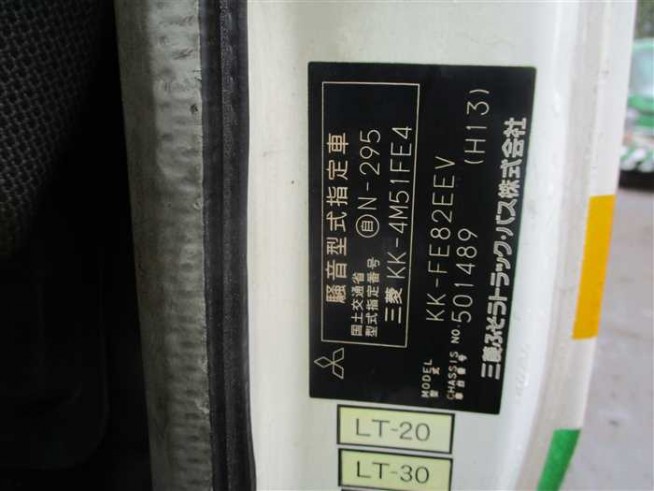 騒音型式指定車
国土交通省
型式指定番号 自N-295
三菱 KK-4M51FE4
MODEL
型式 KK-FE82EEV
CHASSIS NO.
車台番号 501489 (H13)
三菱ふそうトラック・バス株式会社
LT-20
LT-30